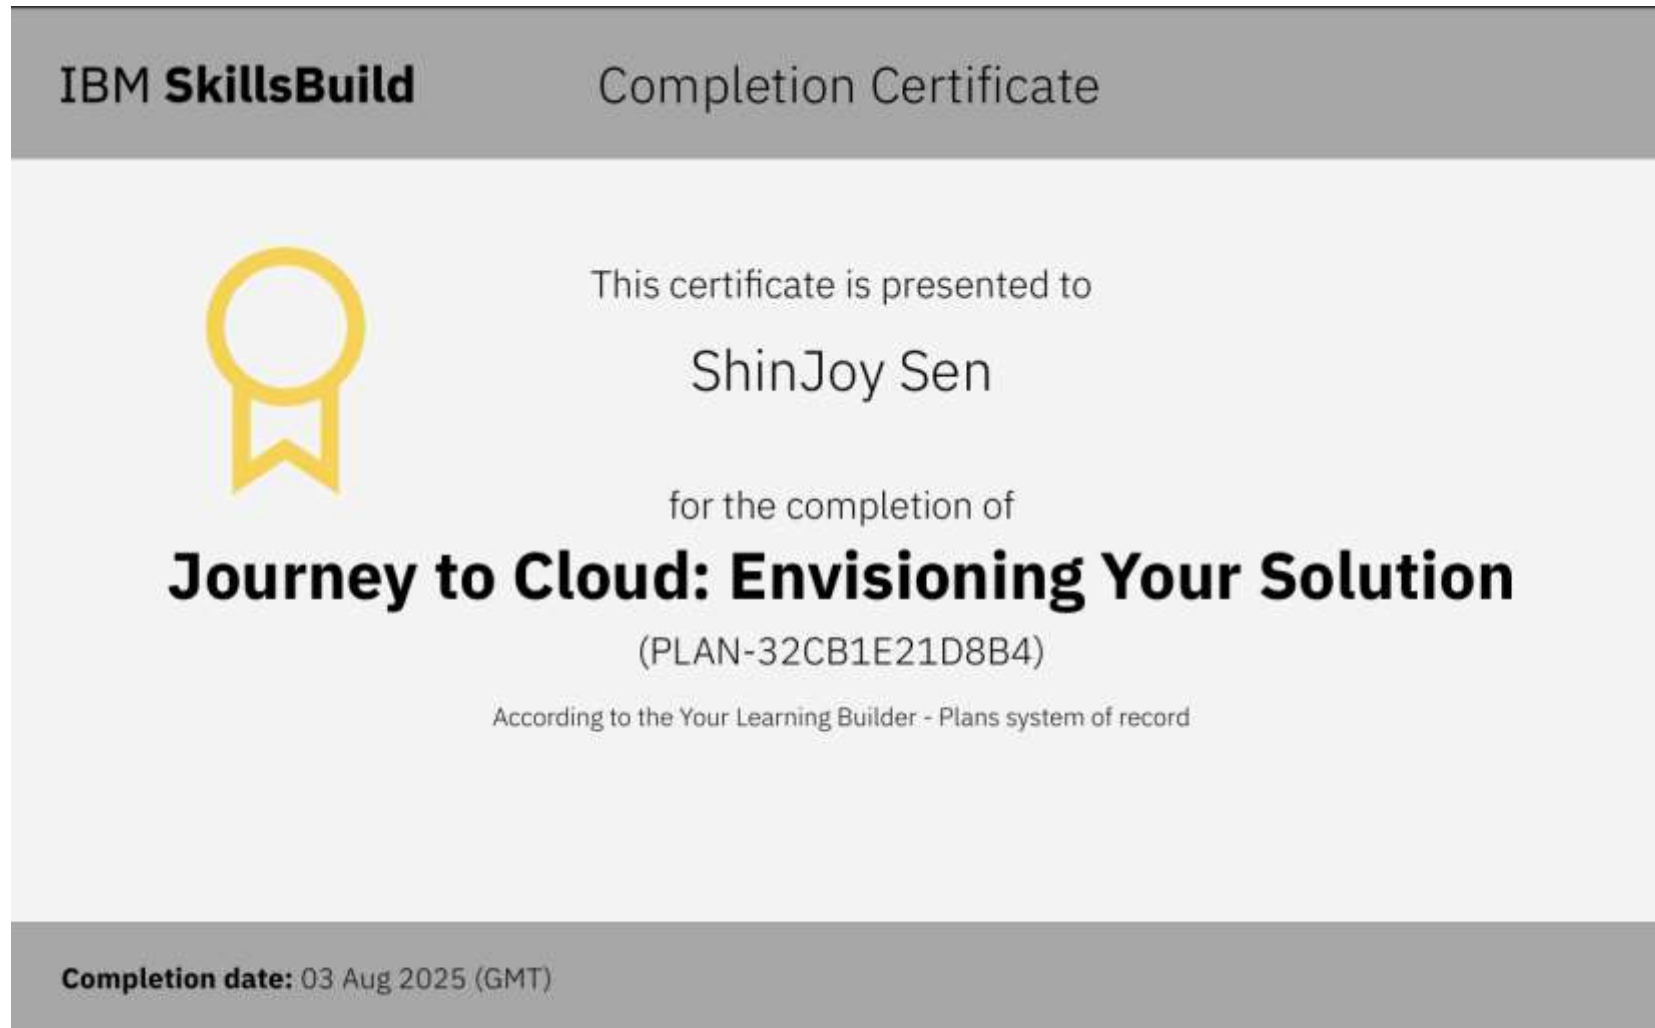 IBM SkillsBuild
Completion Certificate
This certificate is presented to
ShinJoy Sen
for the completion of
Journey to Cloud: Envisioning Your Solution
(PLAN-32CB1E21D8B4)
According to the Your Learning Builder - Plans system of record
Completion date: 03 Aug 2025 (GMT)